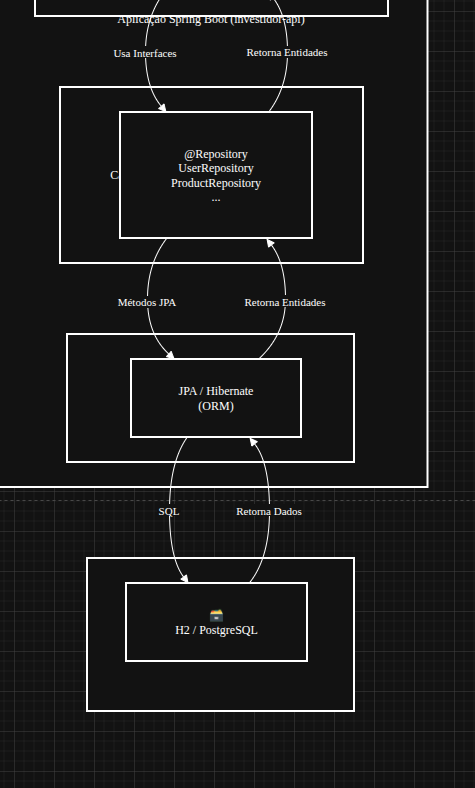 Aplicação Spring Boot (investidor-api)
Usa Interfaces
Retorna Entidades
@Repository
UserRepository
ProductRepository
...
Métodos JPA
Retorna Entidades
JPA / Hibernate
(ORM)
SQL
Retorna Dados
H2 / PostgreSQL